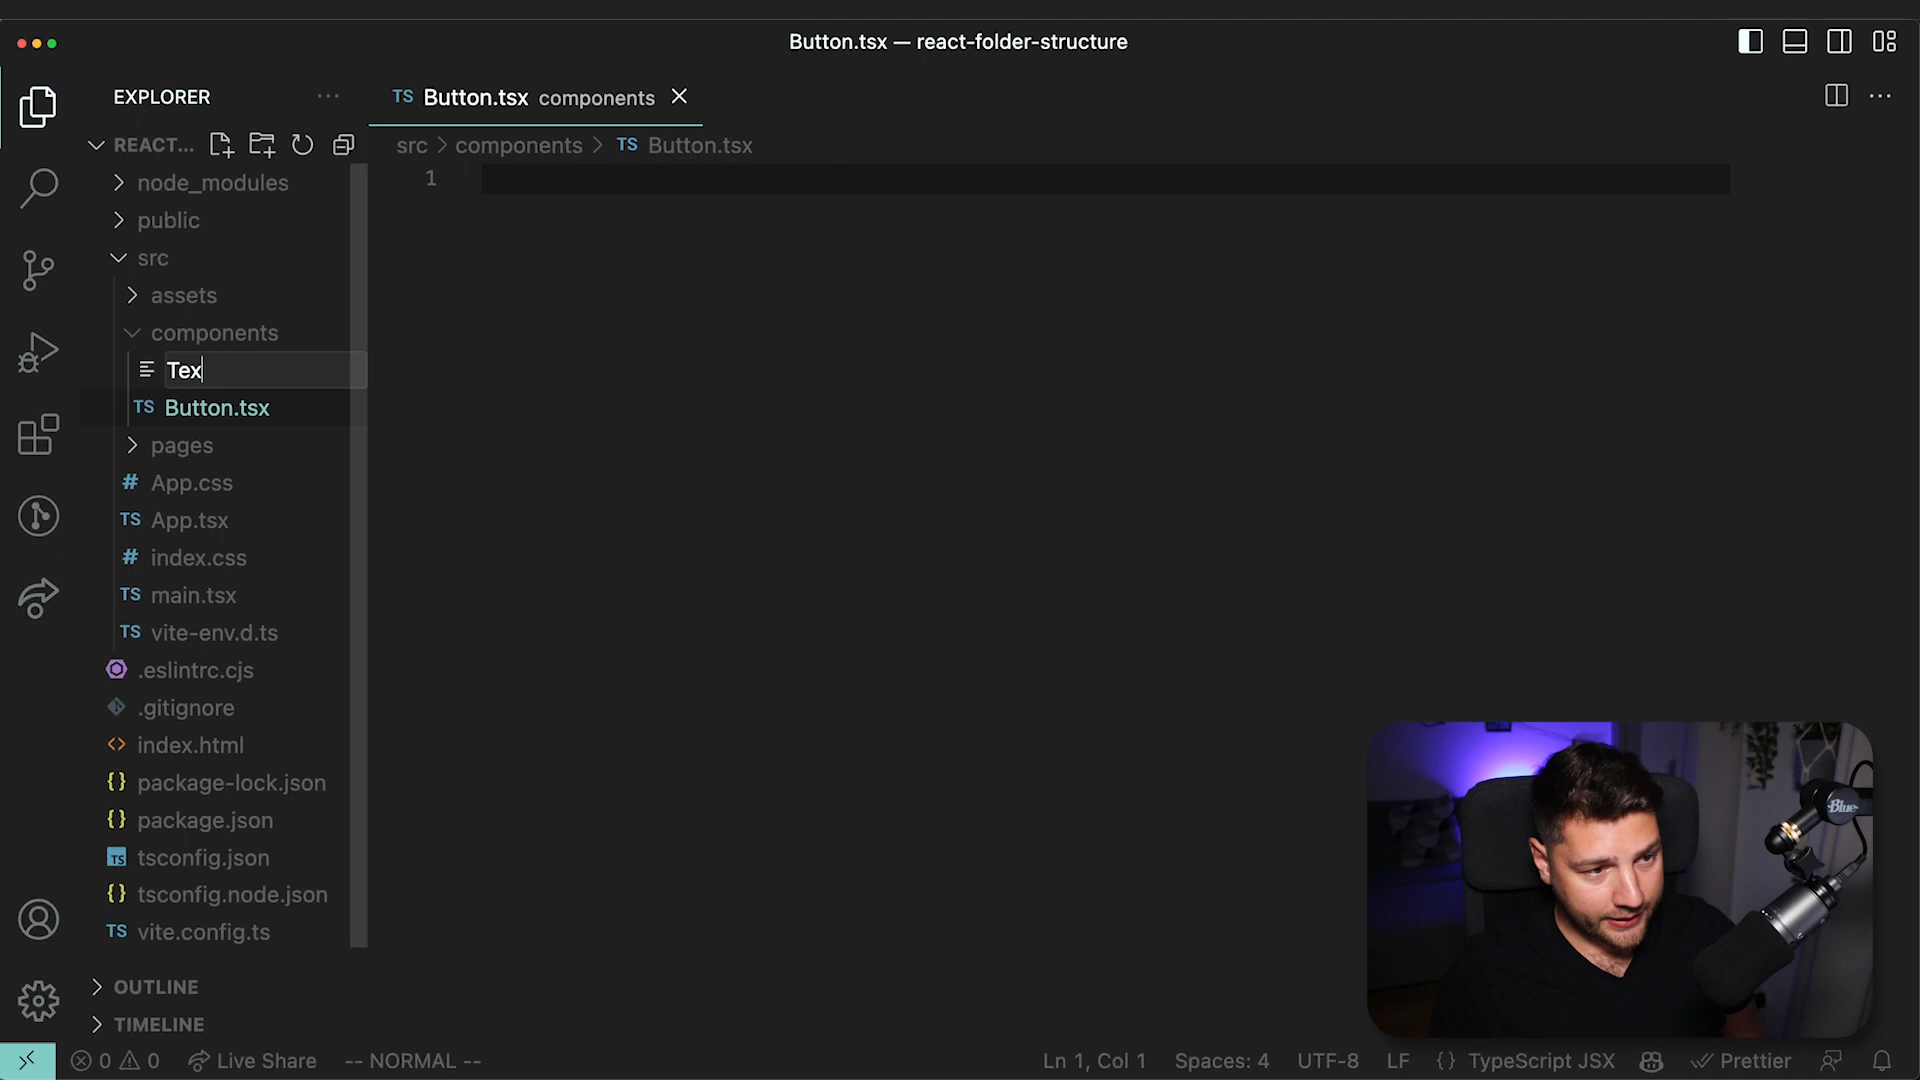 Button.tsx — react-folder-structure
EXPLORER
TS Button.tsx components
REACT...
src > components > TS Button.tsx
1
node_modules
public
src
assets
components
Tex
TS Button.tsx
pages
# App.css
TS App.tsx
# index.css
TS main.tsx
TS vite-env.d.ts
.eslintrc.cjs
.gitignore
<> index.html
{} package-lock.json
{} package.json
TS tsconfig.json
{} tsconfig.node.json
TS vite.config.ts
OUTLINE
TIMELINE
Blue
0 0 Live Share -- NORMAL -- Ln 1, Col 1 Spaces: 4 UTF-8 LF {} TypeScript JSX Prettier